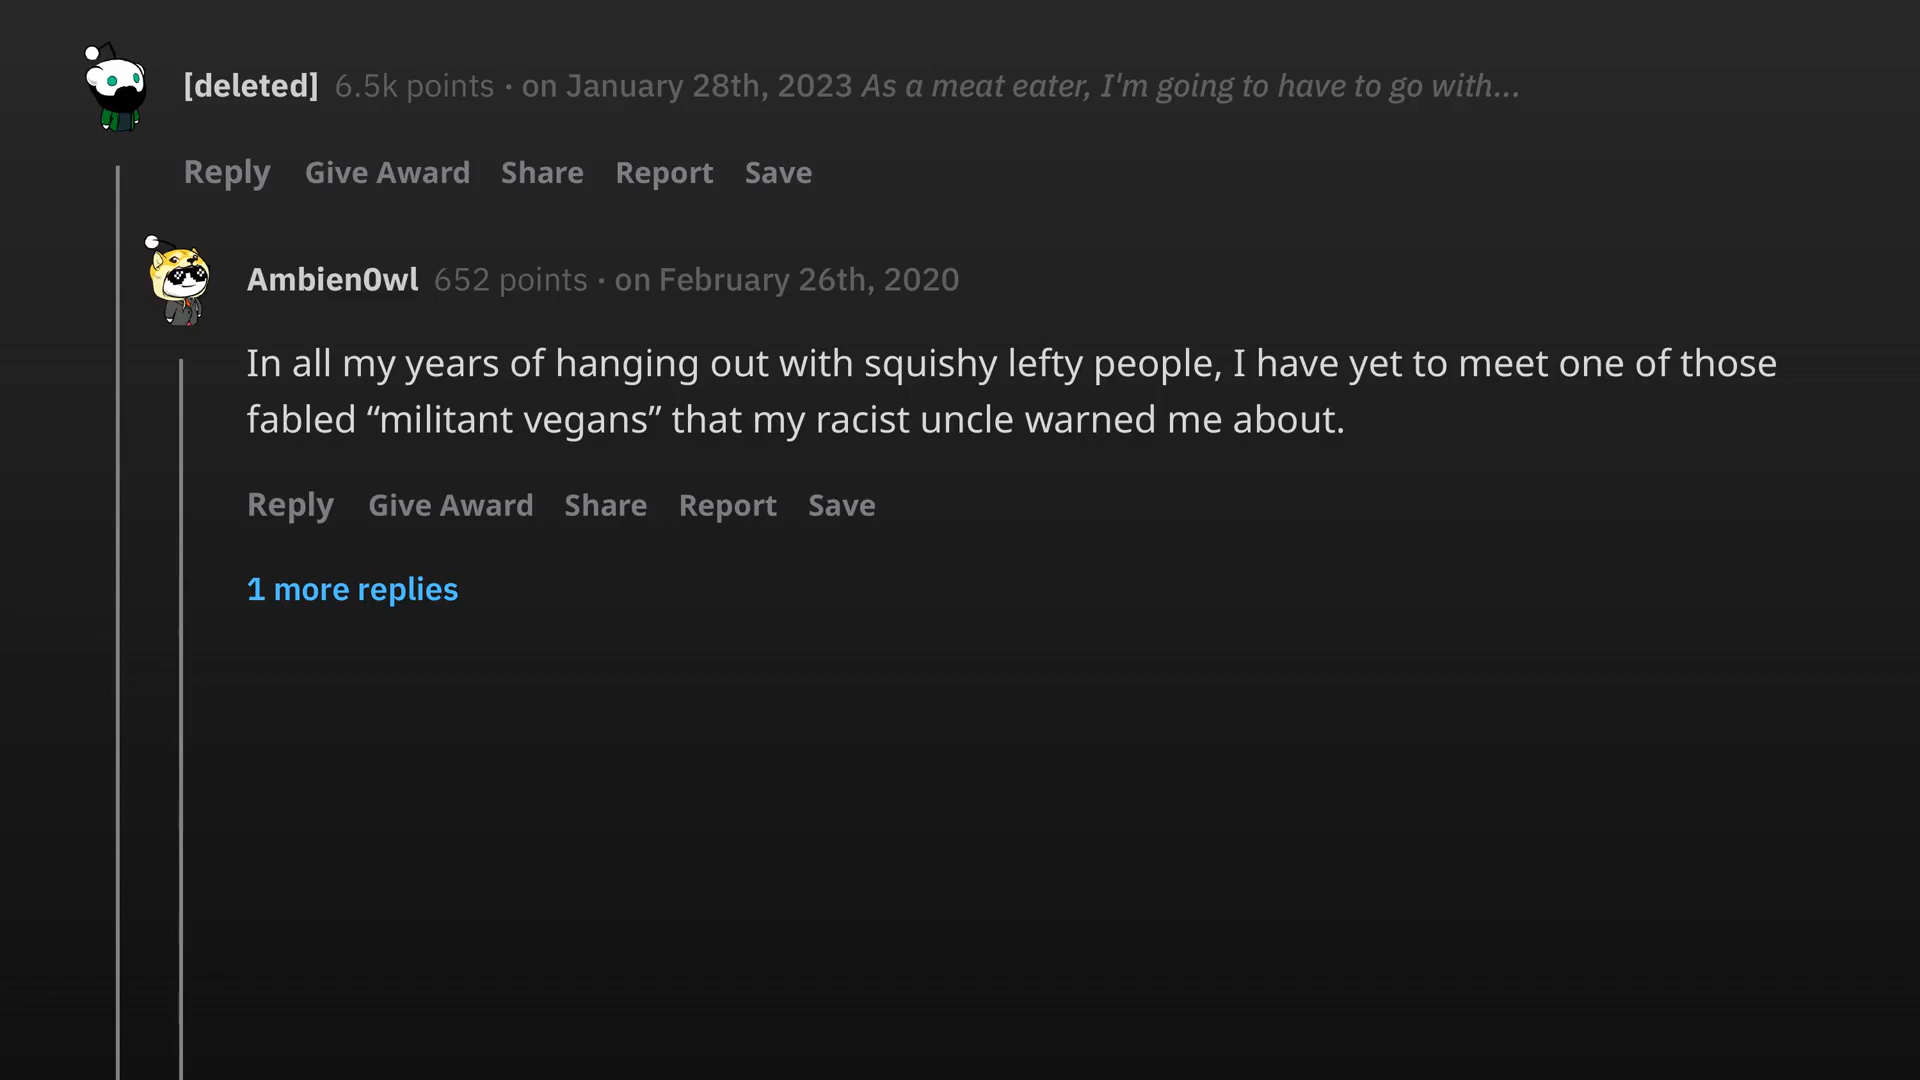 [deleted] 6.5k points · on January 28th, 2023 As a meat eater, I'm going to have to go with...
Reply Give Award Share Report Save
Ambien0wl 652 points · on February 26th, 2020
In all my years of hanging out with squishy lefty people, I have yet to meet one of those
fabled “militant vegans” that my racist uncle warned me about.
Reply Give Award Share Report Save
1 more replies